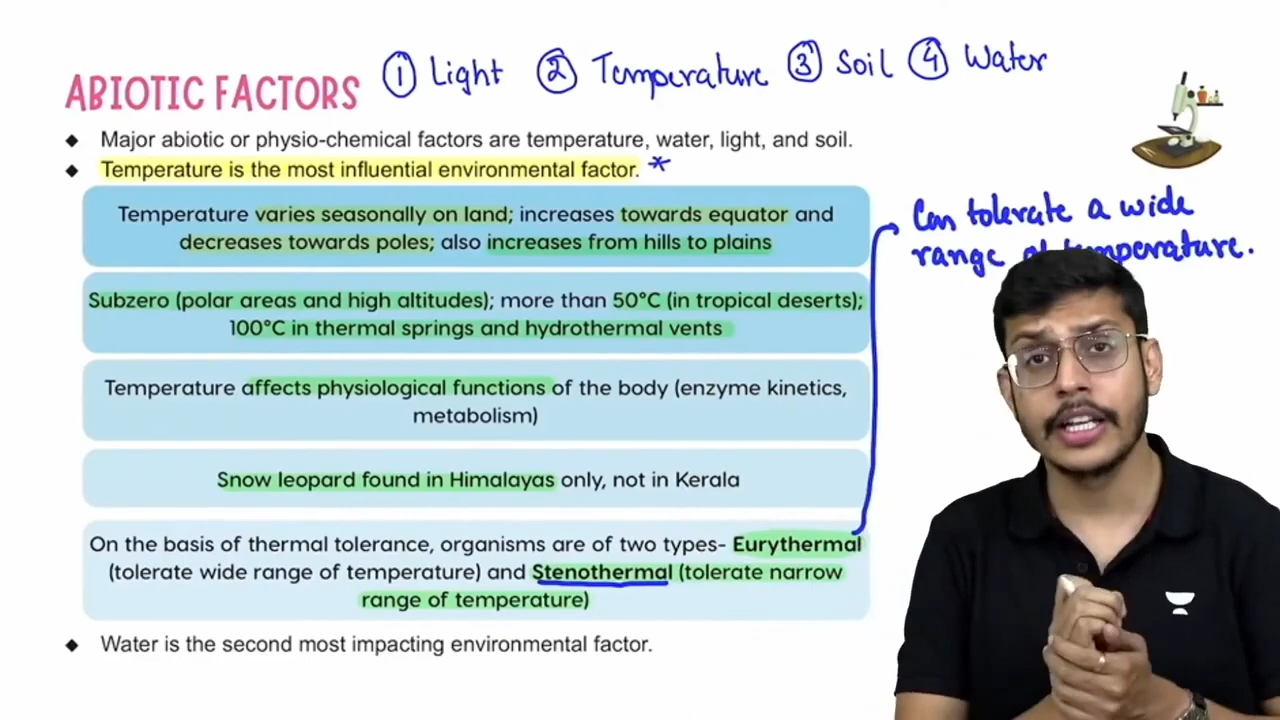 ① Light ② Temperature ③ Soil ④ Water
ABIOTIC FACTORS
◆ Major abiotic or physio-chemical factors are temperature, water, light, and soil.
◆ Temperature is the most influential environmental factor. *
Temperature varies seasonally on land; increases towards equator and
decreases towards poles; also increases from hills to plains
Can tolerate a wide
range temperature.
Subzero (polar areas and high altitudes); more than 50°C (in tropical deserts);
100°C in thermal springs and hydrothermal vents
Temperature affects physiological functions of the body (enzyme kinetics,
metabolism)
Snow leopard found in Himalayas only, not in Kerala
On the basis of thermal tolerance, organisms are of two types- Eurythermal
(tolerate wide range of temperature) and Stenothermal (tolerate narrow
range of temperature)
◆ Water is the second most impacting environmental factor.